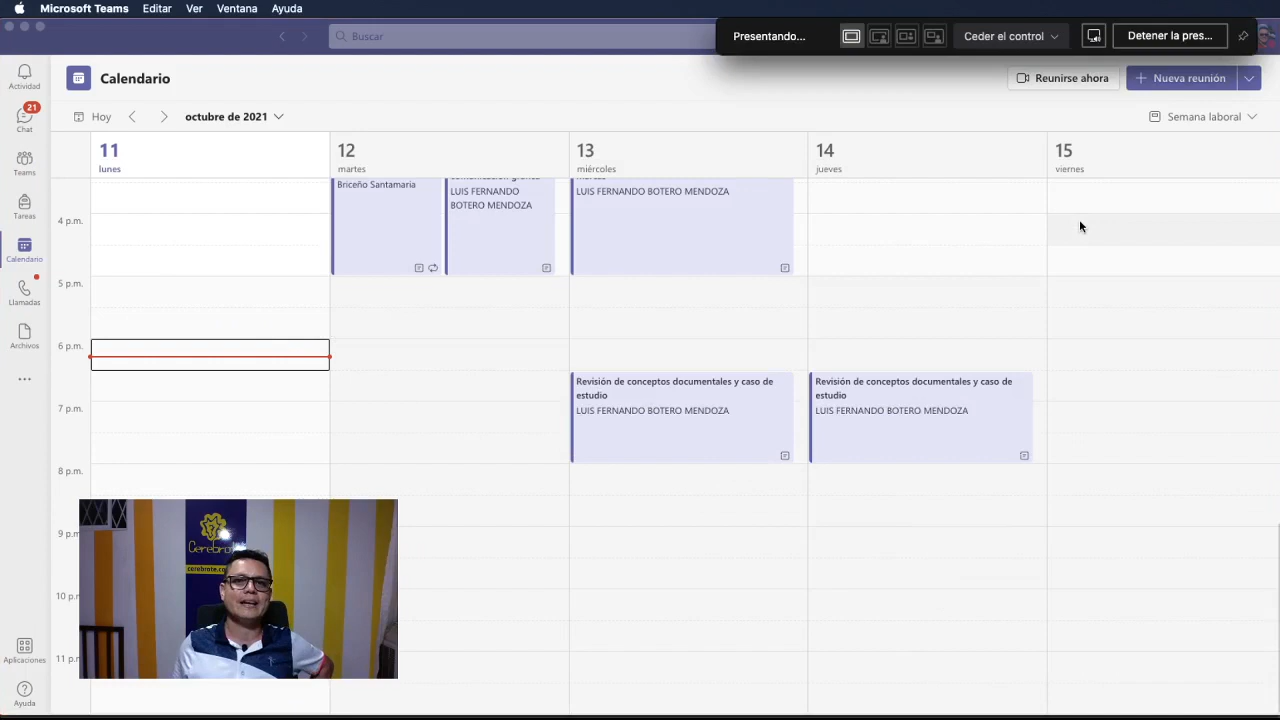 Microsoft Teams Editar Ver Ventana Ayuda
Buscar
Presentando...
Ceder el control
Detener la pres...
Actividad
21
Chat
Teams
Tareas
Calendario
Llamadas
Archivos
Aplicaciones
Ayuda
Calendario
Reunirse ahora
Nueva reunión
Hoy
octubre de 2021
Semana laboral
11
lunes
12
martes
13
miércoles
14
jueves
15
viernes
4 p.m.
5 p.m.
6 p.m.
7 p.m.
8 p.m.
9 p.m
10 p.m
11 p.m
Briceño Santamaria
LUIS FERNANDO
BOTERO MENDOZA
LUIS FERNANDO BOTERO MENDOZA
Revisión de conceptos documentales y caso de
estudio
LUIS FERNANDO BOTERO MENDOZA
Revisión de conceptos documentales y caso de
estudio
LUIS FERNANDO BOTERO MENDOZA